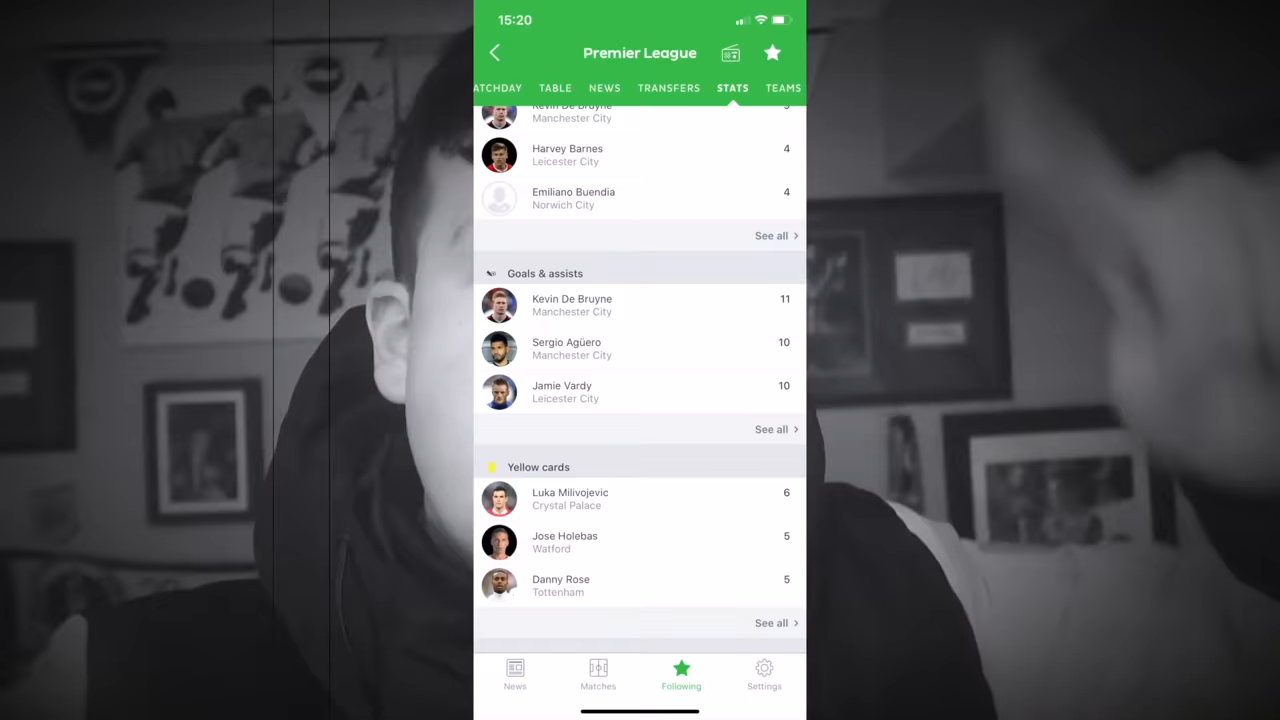 15:20
Premier League
ATCHDAY TABLE NEWS TRANSFERS STATS TEAMS
Kevin De Bruyne
Manchester City
Harvey Barnes 4
Leicester City
Emiliano Buendia 4
Norwich City
See all
Goals & assists
Kevin De Bruyne 11
Manchester City
Sergio Agüero 10
Manchester City
Jamie Vardy 10
Leicester City
See all
Yellow cards
Luka Milivojevic 6
Crystal Palace
Jose Holebas 5
Watford
Danny Rose 5
Tottenham
See all
News Matches Following Settings